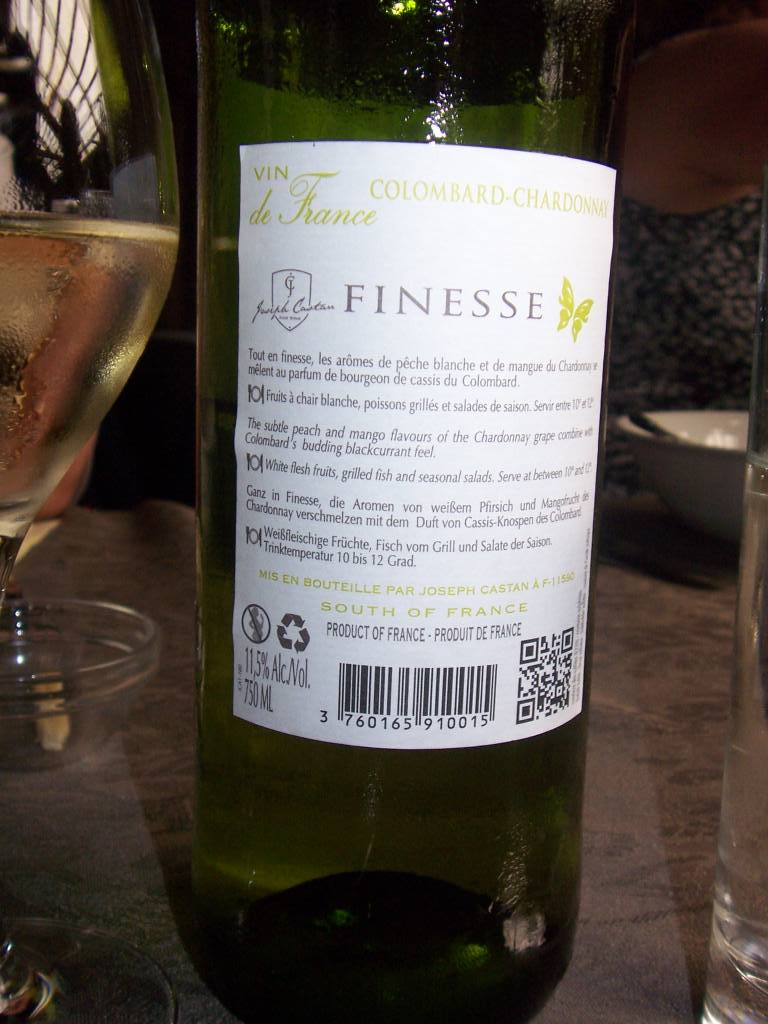 VIN
de France
COLOMBARD-CHARDONNAY
Joseph Castan
FINESSE
Tout en finesse, les arômes de pêche blanche et de mangue du Chardonnay se
mêlent au parfum de bourgeon de cassis du Colombard.
Fruits à chair blanche, poissons grillés et salades de saison. Servir entre 10° et 12°
The subtle peach and mango flavours of the Chardonnay grape combine with
Colombard's budding blackcurrant feel.
White flesh fruits, grilled fish and seasonal salads. Serve at between 10° and 12°
Ganz in Finesse, die Aromen von weißem Pfirsich und Mangofrucht des
Chardonnay verschmelzen mit dem Duft von Cassis-Knospen des Colombard.
Weißfleischige Früchte, Fisch vom Grill und Salate der Saison.
Trinktemperatur 10 bis 12 Grad.
MIS EN BOUTEILLE PAR JOSEPH CASTAN À F-11590
SOUTH OF FRANCE
PRODUCT OF FRANCE - PRODUIT DE FRANCE
11,5% Alc./Vol.
750 ML
3 760165 910015